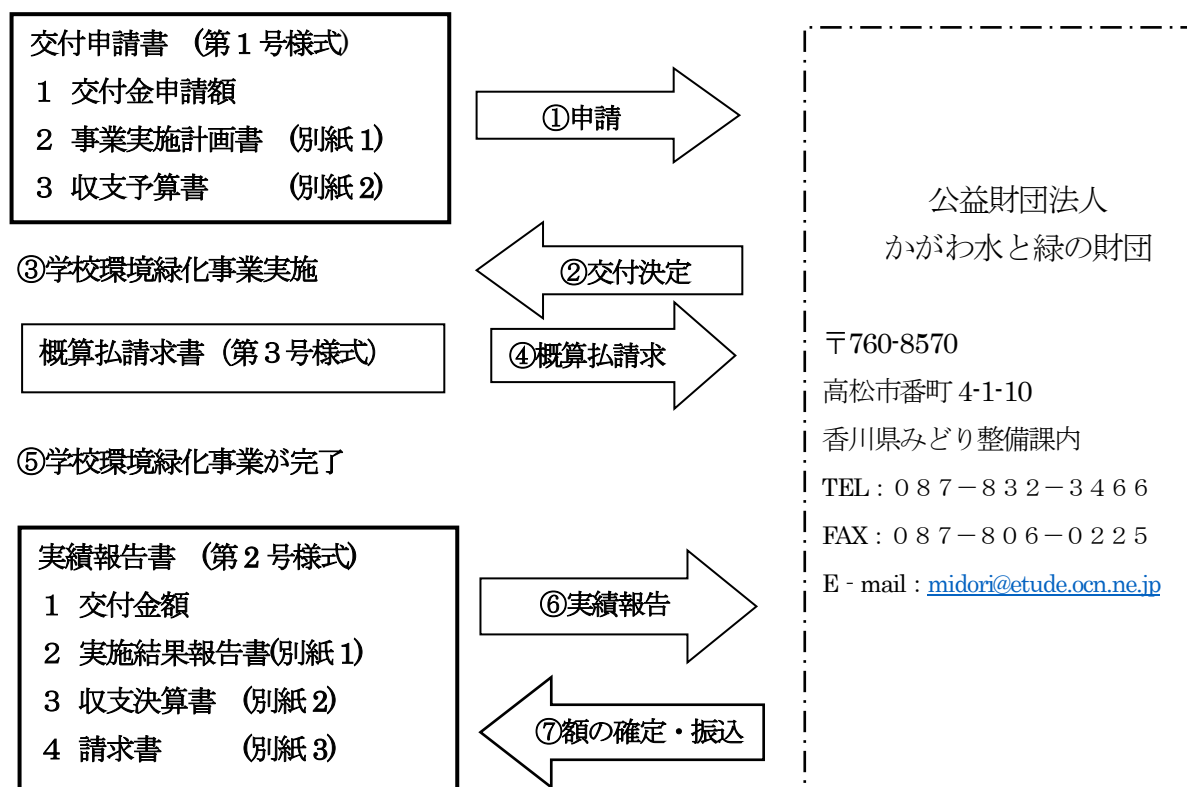 交付申請書　(第１号様式)
１ 交付金申請額
２ 事業実施計画書　(別紙 1)
３ 収支予算書　　　(別紙 2)
①申請
②交付決定
③学校環境緑化事業実施
概算払請求書（第３号様式）
④概算払請求
⑤学校環境緑化事業が完了
実績報告書　(第２号様式)
１ 交付金額
２ 実施結果報告書(別紙 1)
３ 収支決算書　(別紙 2)
４ 請求書　　　(別紙 3)
⑥実績報告
⑦額の確定・振込
公益財団法人
かがわ水と緑の財団
〒760-8570
高松市番町 4-1-10
香川県みどり整備課内
TEL：０８７－８３２－３４６６
FAX：０８７－８０６－０２２５
E‐mail：midori@etude.ocn.ne.jp